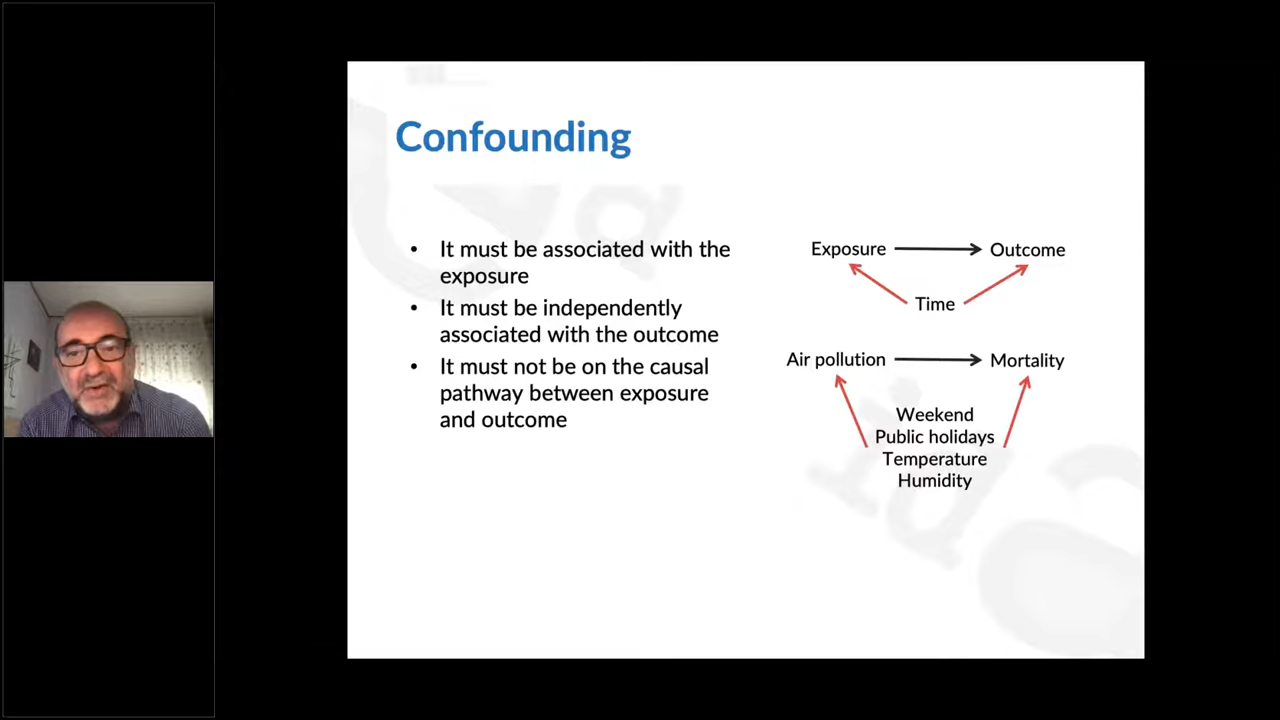 Confounding
• It must be associated with the
exposure
• It must be independently
associated with the outcome
• It must not be on the causal
pathway between exposure
and outcome
Exposure
Outcome
Time
Air pollution
Mortality
Weekend
Public holidays
Temperature
Humidity